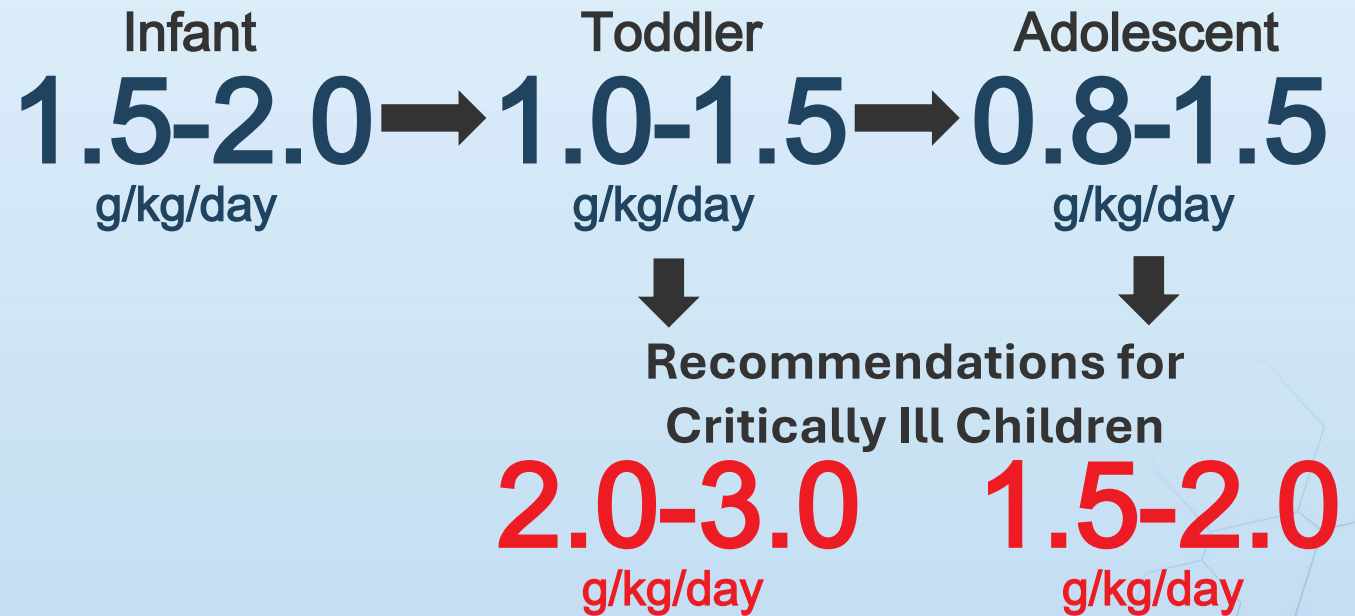 Infant Toddler Adolescent
1.5-2.0 1.0-1.5 0.8-1.5
g/kg/day g/kg/day g/kg/day
Recommendations for
Critically Ill Children
2.0-3.0 1.5-2.0
g/kg/day g/kg/day